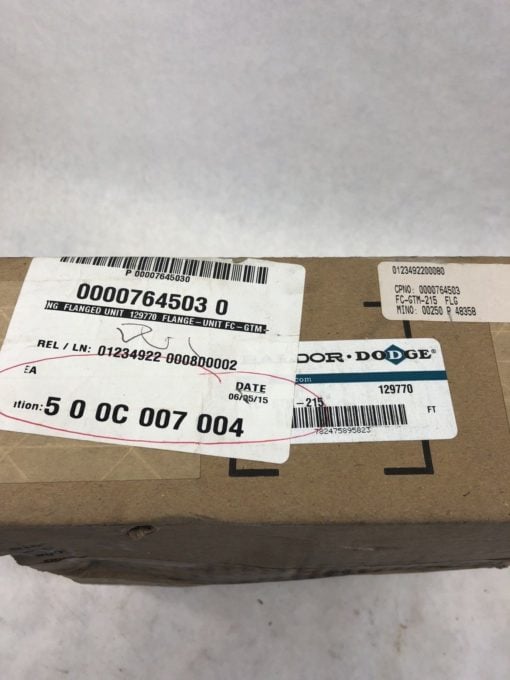 P 00007645030
0000764503 0
NG FLANGED UNIT 129770 FLANGE-UNIT FC-GTM-
REL / LN: 01234922 000800002
EA
DATE
06/05/15
tion: 5 0 0C 007 004
0123492200080
CPNO: 0000764503
FC-GTM-215 FLG
MINO: 00250 P 48358
DOR·DODGE
com
129770
-215
FT
782475895823